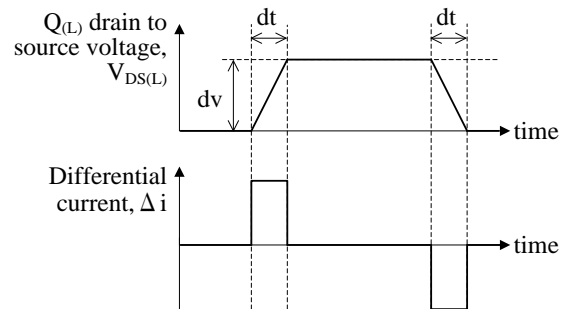 Q(L) drain to
source voltage,
VDS(L)
dt
dt
dv
time
Differential
current, Δ i
time